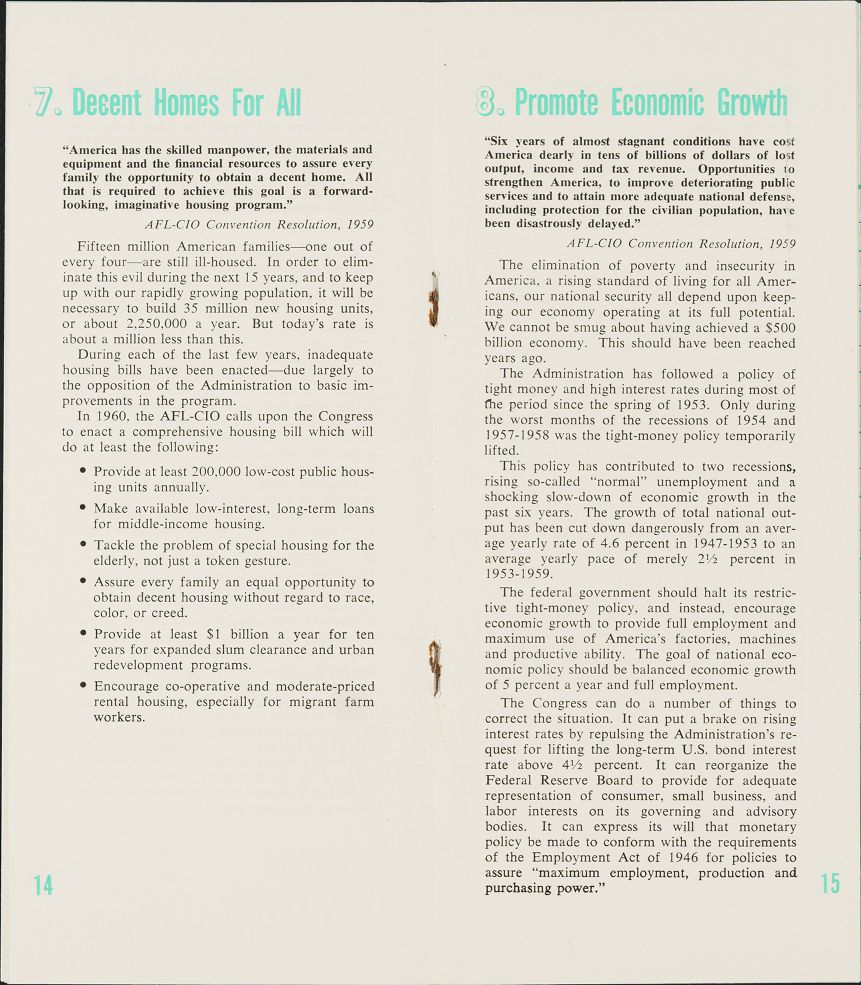 7. Decent Homes For All
“America has the skilled manpower, the materials and
equipment and the financial resources to assure every
family the opportunity to obtain a decent home. All
that is required to achieve this goal is a forward-
looking, imaginative housing program.”
AFL-CIO Convention Resolution, 1959
Fifteen million American families—one out of
every four—are still ill-housed. In order to elim-
inate this evil during the next 15 years, and to keep
up with our rapidly growing population, it will be
necessary to build 35 million new housing units,
or about 2,250,000 a year. But today’s rate is
about a million less than this.
During each of the last few years, inadequate
housing bills have been enacted—due largely to
the opposition of the Administration to basic im-
provements in the program.
In 1960, the AFL-CIO calls upon the Congress
to enact a comprehensive housing bill which will
do at least the following:
• Provide at least 200,000 low-cost public hous-
ing units annually.
• Make available low-interest, long-term loans
for middle-income housing.
• Tackle the problem of special housing for the
elderly, not just a token gesture.
• Assure every family an equal opportunity to
obtain decent housing without regard to race,
color, or creed.
• Provide at least $1 billion a year for ten
years for expanded slum clearance and urban
redevelopment programs.
• Encourage co-operative and moderate-priced
rental housing, especially for migrant farm
workers.
14
8. Promote Economic Growth
“Six years of almost stagnant conditions have cost
America dearly in tens of billions of dollars of lost
output, income and tax revenue. Opportunities to
strengthen America, to improve deteriorating public
services and to attain more adequate national defense,
including protection for the civilian population, have
been disastrously delayed.”
AFL-CIO Convention Resolution, 1959
The elimination of poverty and insecurity in
America, a rising standard of living for all Amer-
icans, our national security all depend upon keep-
ing our economy operating at its full potential.
We cannot be smug about having achieved a $500
billion economy. This should have been reached
years ago.
The Administration has followed a policy of
tight money and high interest rates during most of
the period since the spring of 1953. Only during
the worst months of the recessions of 1954 and
1957-1958 was the tight-money policy temporarily
lifted.
This policy has contributed to two recessions,
rising so-called “normal” unemployment and a
shocking slow-down of economic growth in the
past six years. The growth of total national out-
put has been cut down dangerously from an aver-
age yearly rate of 4.6 percent in 1947-1953 to an
average yearly pace of merely 2½ percent in
1953-1959.
The federal government should halt its restric-
tive tight-money policy, and instead, encourage
economic growth to provide full employment and
maximum use of America’s factories, machines
and productive ability. The goal of national eco-
nomic policy should be balanced economic growth
of 5 percent a year and full employment.
The Congress can do a number of things to
correct the situation. It can put a brake on rising
interest rates by repulsing the Administration’s re-
quest for lifting the long-term U.S. bond interest
rate above 4½ percent. It can reorganize the
Federal Reserve Board to provide for adequate
representation of consumer, small business, and
labor interests on its governing and advisory
bodies. It can express its will that monetary
policy be made to conform with the requirements
of the Employment Act of 1946 for policies to
assure “maximum employment, production and
purchasing power.”
15